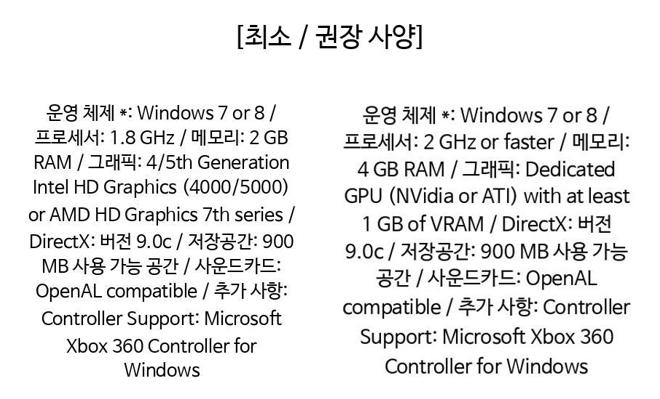 [최소 / 권장 사양]
운영 체제 *: Windows 7 or 8 /
프로세서: 1.8 GHz / 메모리: 2 GB
RAM / 그래픽: 4/5th Generation
Intel HD Graphics (4000/5000)
or AMD HD Graphics 7th series /
DirectX: 버전 9.0c / 저장공간: 900
MB 사용 가능 공간 / 사운드카드:
OpenAL compatible / 추가 사항:
Controller Support: Microsoft
Xbox 360 Controller for
Windows
운영 체제 *: Windows 7 or 8 /
프로세서: 2 GHz or faster / 메모리:
4 GB RAM / 그래픽: Dedicated
GPU (NVidia or ATI) with at least
1 GB of VRAM / DirectX: 버전
9.0c / 저장공간: 900 MB 사용 가능
공간 / 사운드카드: OpenAL
compatible / 추가 사항: Controller
Support: Microsoft Xbox 360
Controller for Windows